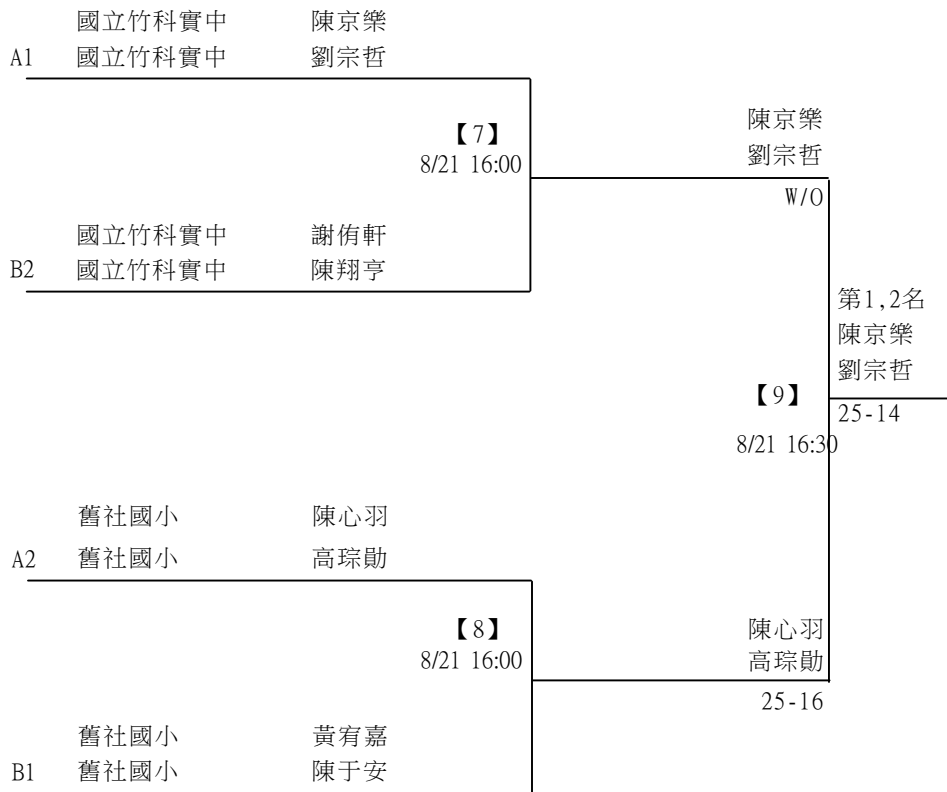 國立竹科實中 陳京樂
A1 國立竹科實中 劉宗哲
陳京樂
【7】
劉宗哲
8/21 16:00
W/O
國立竹科實中 謝侑軒
B2 國立竹科實中 陳翔亨
第1,2名
陳京樂
劉宗哲
【9】
25-14
8/21 16:30
舊社國小 陳心羽
A2 舊社國小 高琮勛
【8】
陳心羽
8/21 16:00
高琮勛
25-16
舊社國小 黃宥嘉
B1 舊社國小 陳于安